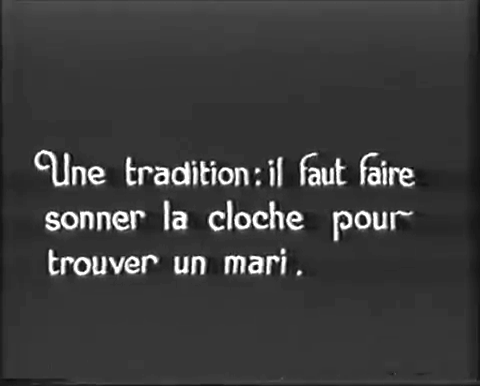 Une tradition: il faut faire
sonner la cloche pour
trouver un mari.